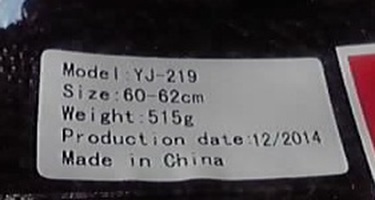 Model:YJ-219
Size:60-62cm
Weight:515g
Production date:12/2014
Made in China